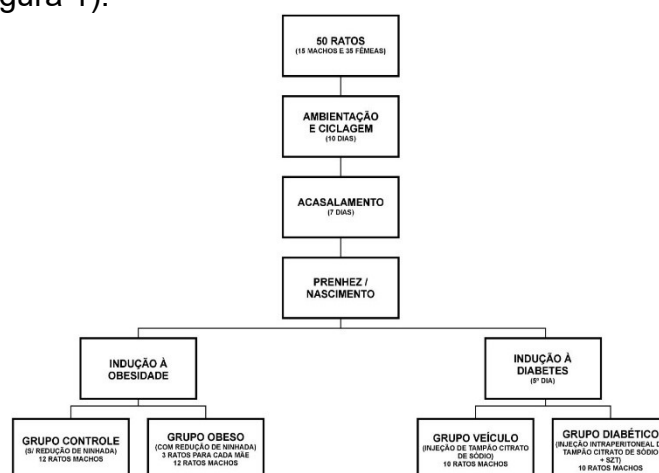 gura 1).
50 RATOS
(15 MACHOS E 35 FÊMEAS)
AMBIENTAÇÃO
E CICLAGEM
(10 DIAS)
ACASALAMENTO
(7 DIAS)
PRENHEZ /
NASCIMENTO
INDUÇÃO À
OBESIDADE
INDUÇÃO À
DIABETES
(5º DIA)
GRUPO CONTROLE
(S/ REDUÇÃO DE NINHADA)
12 RATOS MACHOS
GRUPO OBESO
(COM REDUÇÃO DE NINHADA)
3 RATOS PARA CADA MÃE
12 RATOS MACHOS
GRUPO VEÍCULO
(INJEÇÃO DE TAMPÃO CITRATO
DE SÓDIO)
10 RATOS MACHOS
GRUPO DIABÉTICO
(INJEÇÃO INTRAPERITONEAL D
TAMPÃO CITRATO DE SÓDIO
+ SZT)
10 RATOS MACHOS